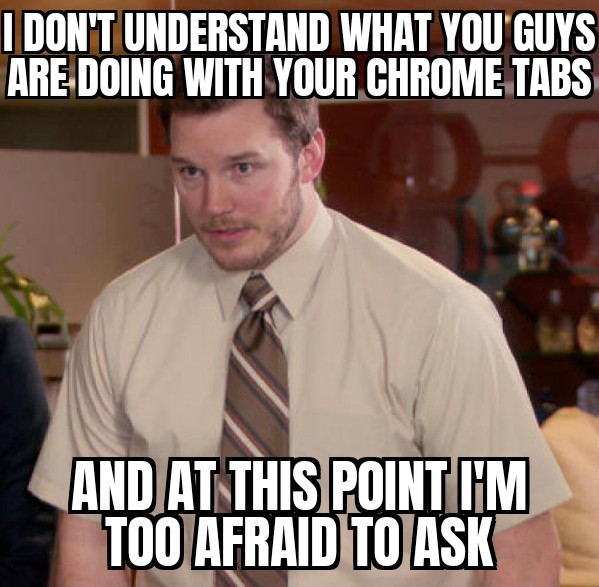 I DON'T UNDERSTAND WHAT YOU GUYS
ARE DOING WITH YOUR CHROME TABS
AND AT THIS POINT I'M
TOO AFRAID TO ASK